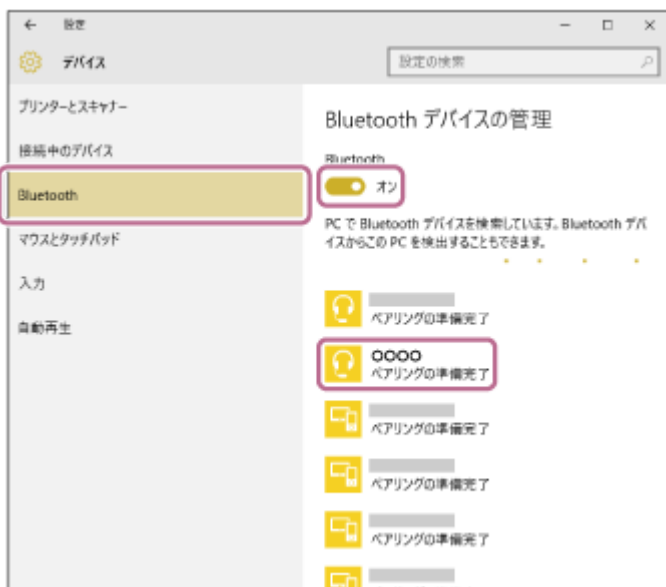 ← 設定
デバイス
設定の検索
プリンターとスキャナー
接続中のデバイス
Bluetooth
マウスとタッチパッド
入力
自動再生
Bluetooth デバイスの管理
Bluetooth
オン
PC で Bluetooth デバイスを検索しています。Bluetooth デバ
イスからこの PC を検出することもできます。
ペアリングの準備完了
○○○○
ペアリングの準備完了
ペアリングの準備完了
ペアリングの準備完了
ペアリングの準備完了